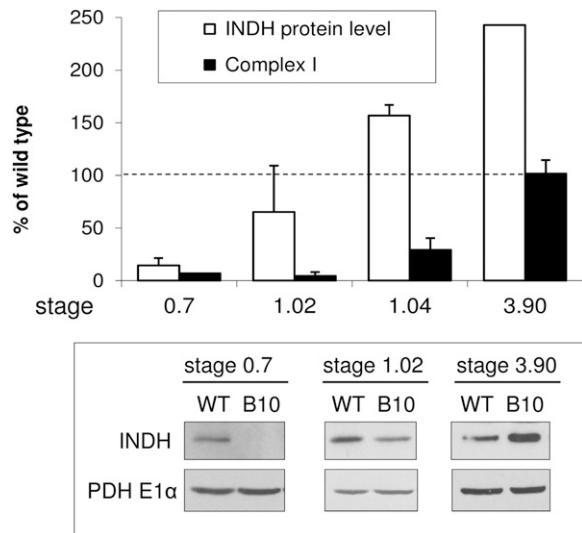 250
200
150
100
50
0
% of wild type
INDH protein level
Complex I
stage 0.7 1.02 1.04 3.90
stage 0.7 stage 1.02 stage 3.90
WT B10 WT B10 WT B10
INDH
PDH E1α